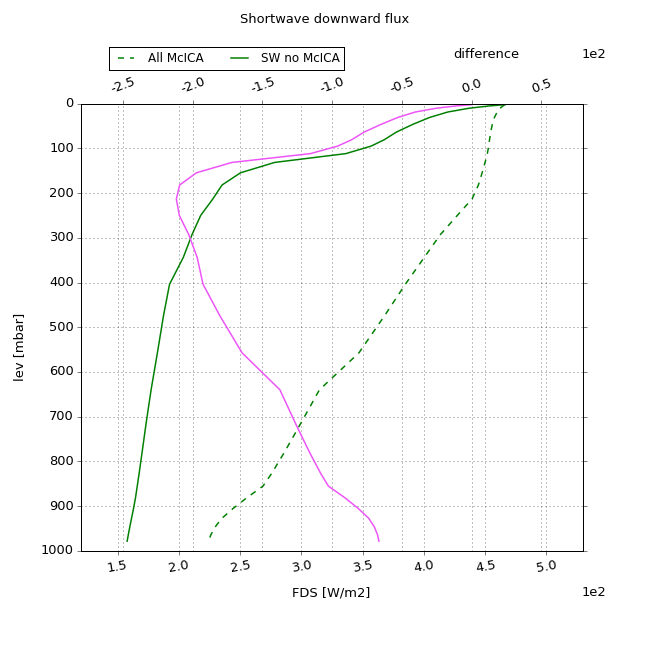 Shortwave downward flux
All McICA SW no McICA
difference 1e2
-2.5 -2.0 -1.5 -1.0 -0.5 0.0 0.5
0
100
200
300
400
500
600
700
800
900
1000
lev [mbar]
1.5 2.0 2.5 3.0 3.5 4.0 4.5 5.0
FDS [W/m2] 1e2